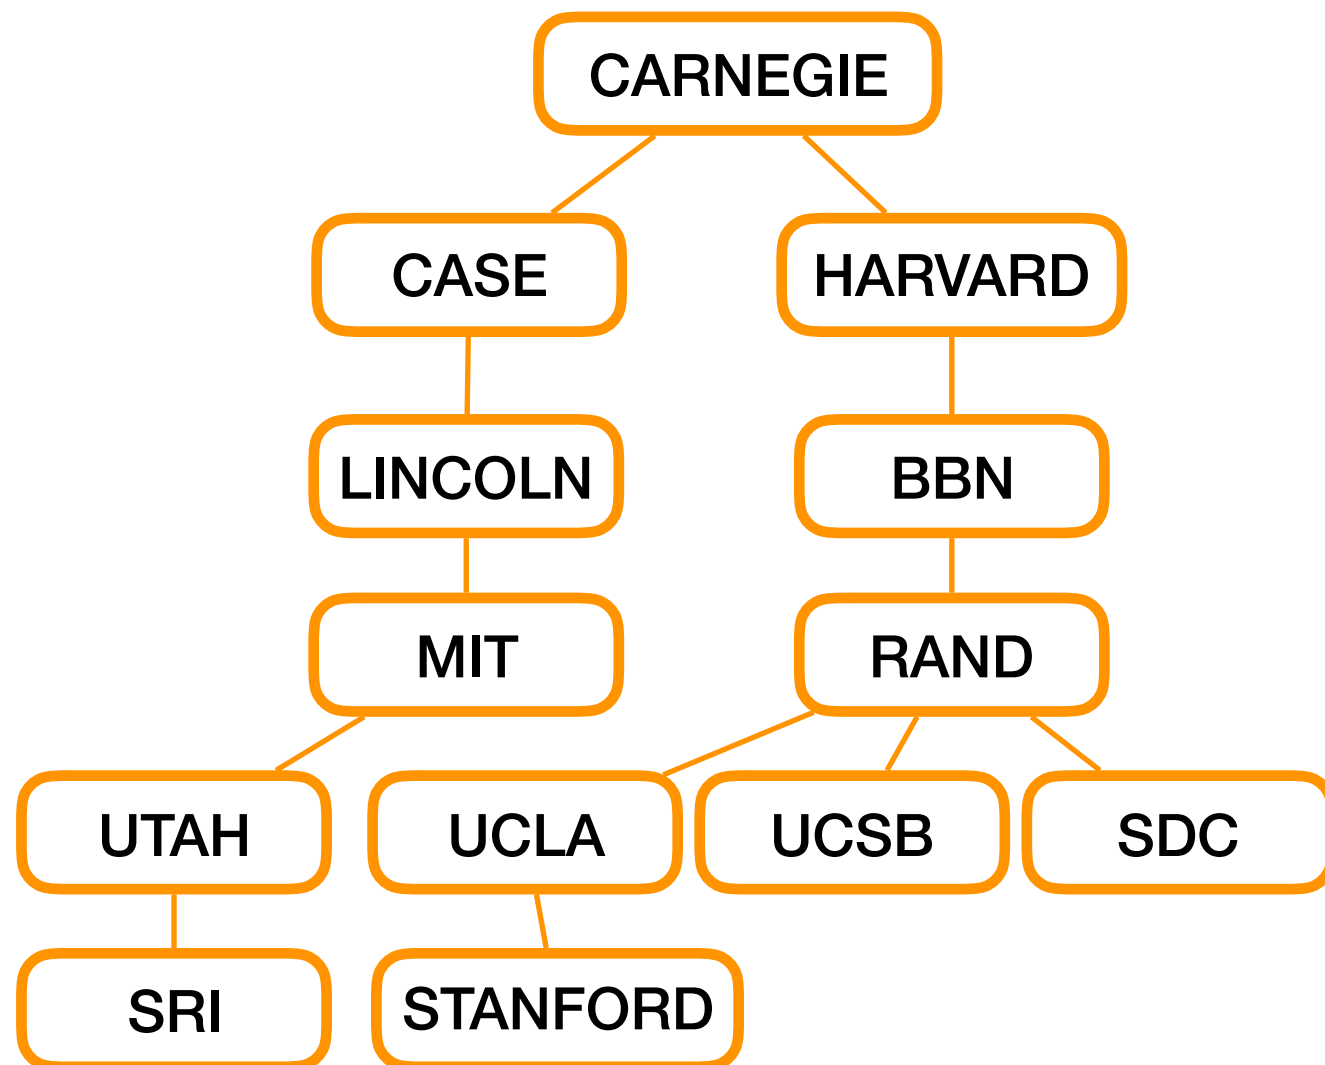 CARNEGIE
CASE
HARVARD
LINCOLN
BBN
MIT
RAND
UTAH
UCLA
UCSB
SDC
SRI
STANFORD